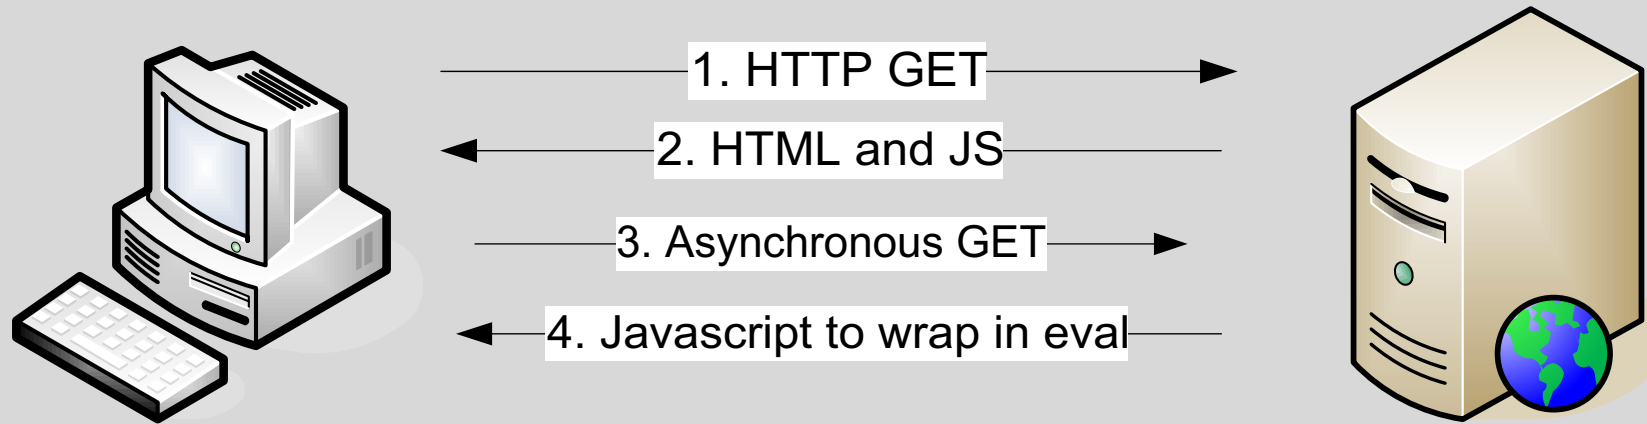 1. HTTP GET
2. HTML and JS
3. Asynchronous GET
4. Javascript to wrap in eval